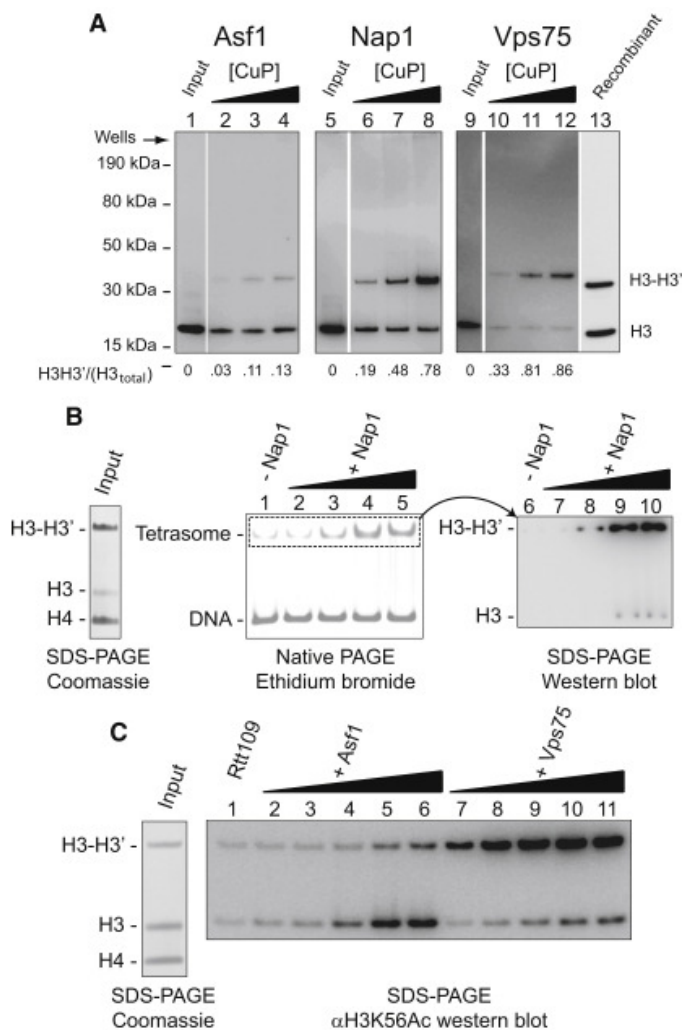 A
Asf1 Nap1 Vps75
Input [CuP] Input [CuP] Input [CuP] Recombinant
1 2 3 4 5 6 7 8 9 10 11 12 13
Wells
190 kDa
80 kDa
50 kDa
30 kDa
15 kDa
H3-H3'
H3
H3H3'/(H3total) 0 .03 .11 .13 0 .19 .48 .78 0 .33 .81 .86
B
Input
H3-H3'
H3
H4
SDS-PAGE
Coomassie
- Nap1 + Nap1
1 2 3 4 5
Tetrasome
DNA
Native PAGE
Ethidium bromide
- Nap1 + Nap1
6 7 8 9 10
H3-H3'
H3
SDS-PAGE
Western blot
C
Input
H3-H3'
H3
H4
SDS-PAGE
Coomassie
Rtt109 + Asf1 + Vps75
1 2 3 4 5 6 7 8 9 10 11
SDS-PAGE
αH3K56Ac western blot